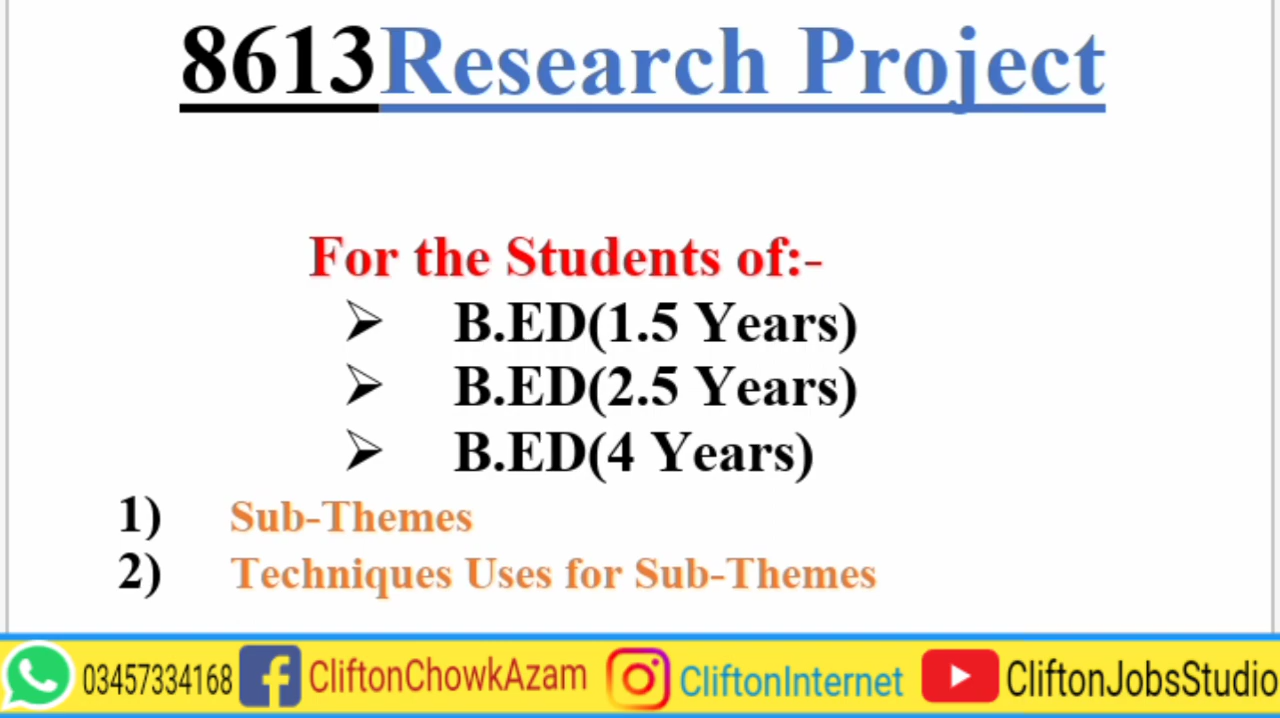 8613Research Project
For the Students of:-
➢ B.ED(1.5 Years)
➢ B.ED(2.5 Years)
➢ B.ED(4 Years)
1) Sub-Themes
2) Techniques Uses for Sub-Themes
03457334168 CliftonChowkAzam CliftonInternet CliftonJobsStudio